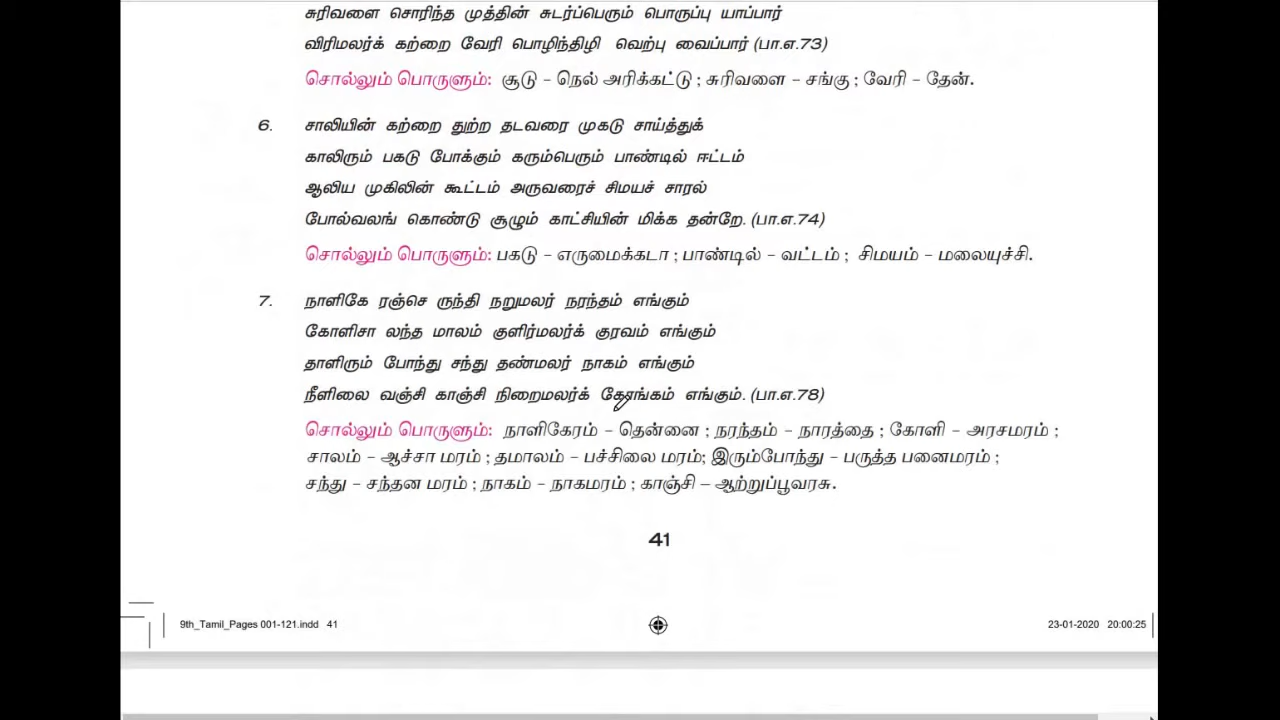 சுரிவளை சொரிந்த முத்தின் சுடர்ப்பெரும் பொருப்பு யாப்பார்
விரிமலர்க் கற்றை வேரி பொழிந்திழி வெற்பு வைப்பார் (பா.எ.73)
சொல்லும் பொருளும்: சூடு – நெல் அரிக்கட்டு ; சுரிவளை – சங்கு ; வேரி – தேன்.
6. சாலியின் கற்றை துற்ற தடவரை முகடு சாய்த்துக்
காலிரும் பகடு போக்கும் கரும்பெரும் பாண்டில் ஈட்டம்
ஆலிய முகிலின் கூட்டம் அருவரைச் சிமயச் சாரல்
போல்வலங் கொண்டு சூழும் காட்சியின் மிக்க தன்றே. (பா.எ.74)
சொல்லும் பொருளும்: பகடு – எருமைக்கடா ; பாண்டில் – வட்டம் ; சிமயம் – மலையுச்சி.
7. நாளிகே ரஞ்செ ருந்தி நறுமலர் நரந்தம் எங்கும்
கோளிசா லந்த மாலம் குளிர்மலர்க் குரவம் எங்கும்
தாளிரும் போந்து சந்து தண்மலர் நாகம் எங்கும்
நீளிலை வஞ்சி காஞ்சி நிறைமலர்க் கோங்கம் எங்கும். (பா.எ.78)
சொல்லும் பொருளும்: நாளிகேரம் – தென்னை ; நரந்தம் – நாரத்தை ; கோளி – அரசமரம் ;
சாலம் – ஆச்சா மரம் ; தமாலம் – பச்சிலை மரம்; இரும்போந்து – பருத்த பனைமரம் ;
சந்து – சந்தன மரம் ; நாகம் – நாகமரம் ; காஞ்சி – ஆற்றுப்பூவரசு.
41
9th_Tamil_Pages 001-121.indd 41 23-01-2020 20:00:25